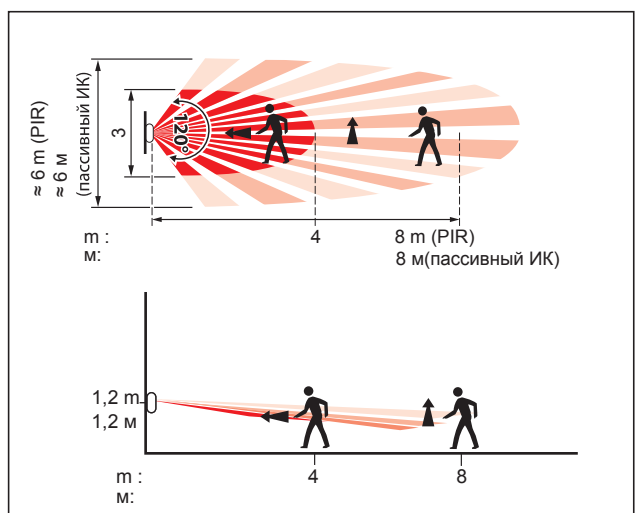 ≈ 6 m (PIR)
≈ 6 м
(пассивный ИК)
3
120°
m :
м:
4
8 m (PIR)
8 м(пассивный ИК)
1,2 m
1,2 м
m :
м:
4
8